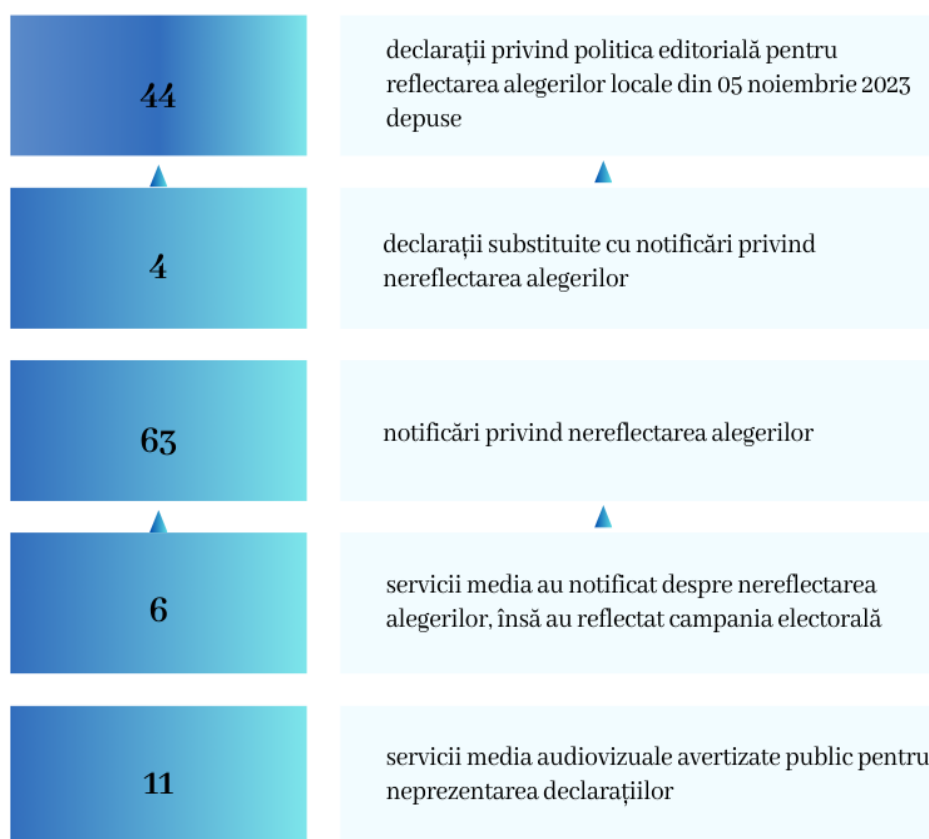 44
declarații privind politica editorială pentru
reflectarea alegerilor locale din 05 noiembrie 2023
depuse
4
declarații substituite cu notificări privind
nereflectarea alegerilor
63
notificări privind nereflectarea alegerilor
6
servicii media au notificat despre nereflectarea
alegerilor, însă au reflectat campania electorală
11
servicii media audiovizuale avertizate public pentru
neprezentarea declarațiilor